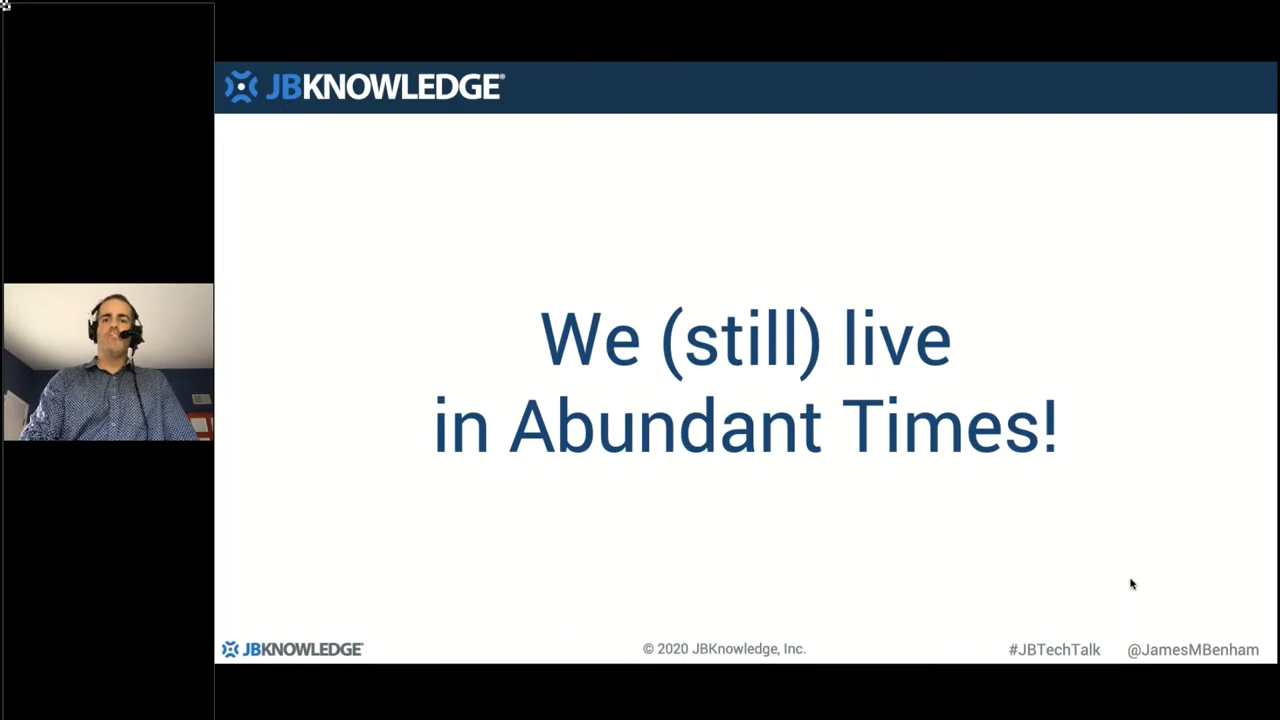 JBKNOWLEDGE®
We (still) live
in Abundant Times!
JBKNOWLEDGE
© 2020 JBKnowledge, Inc.
#JBTechTalk
@JamesMBenham